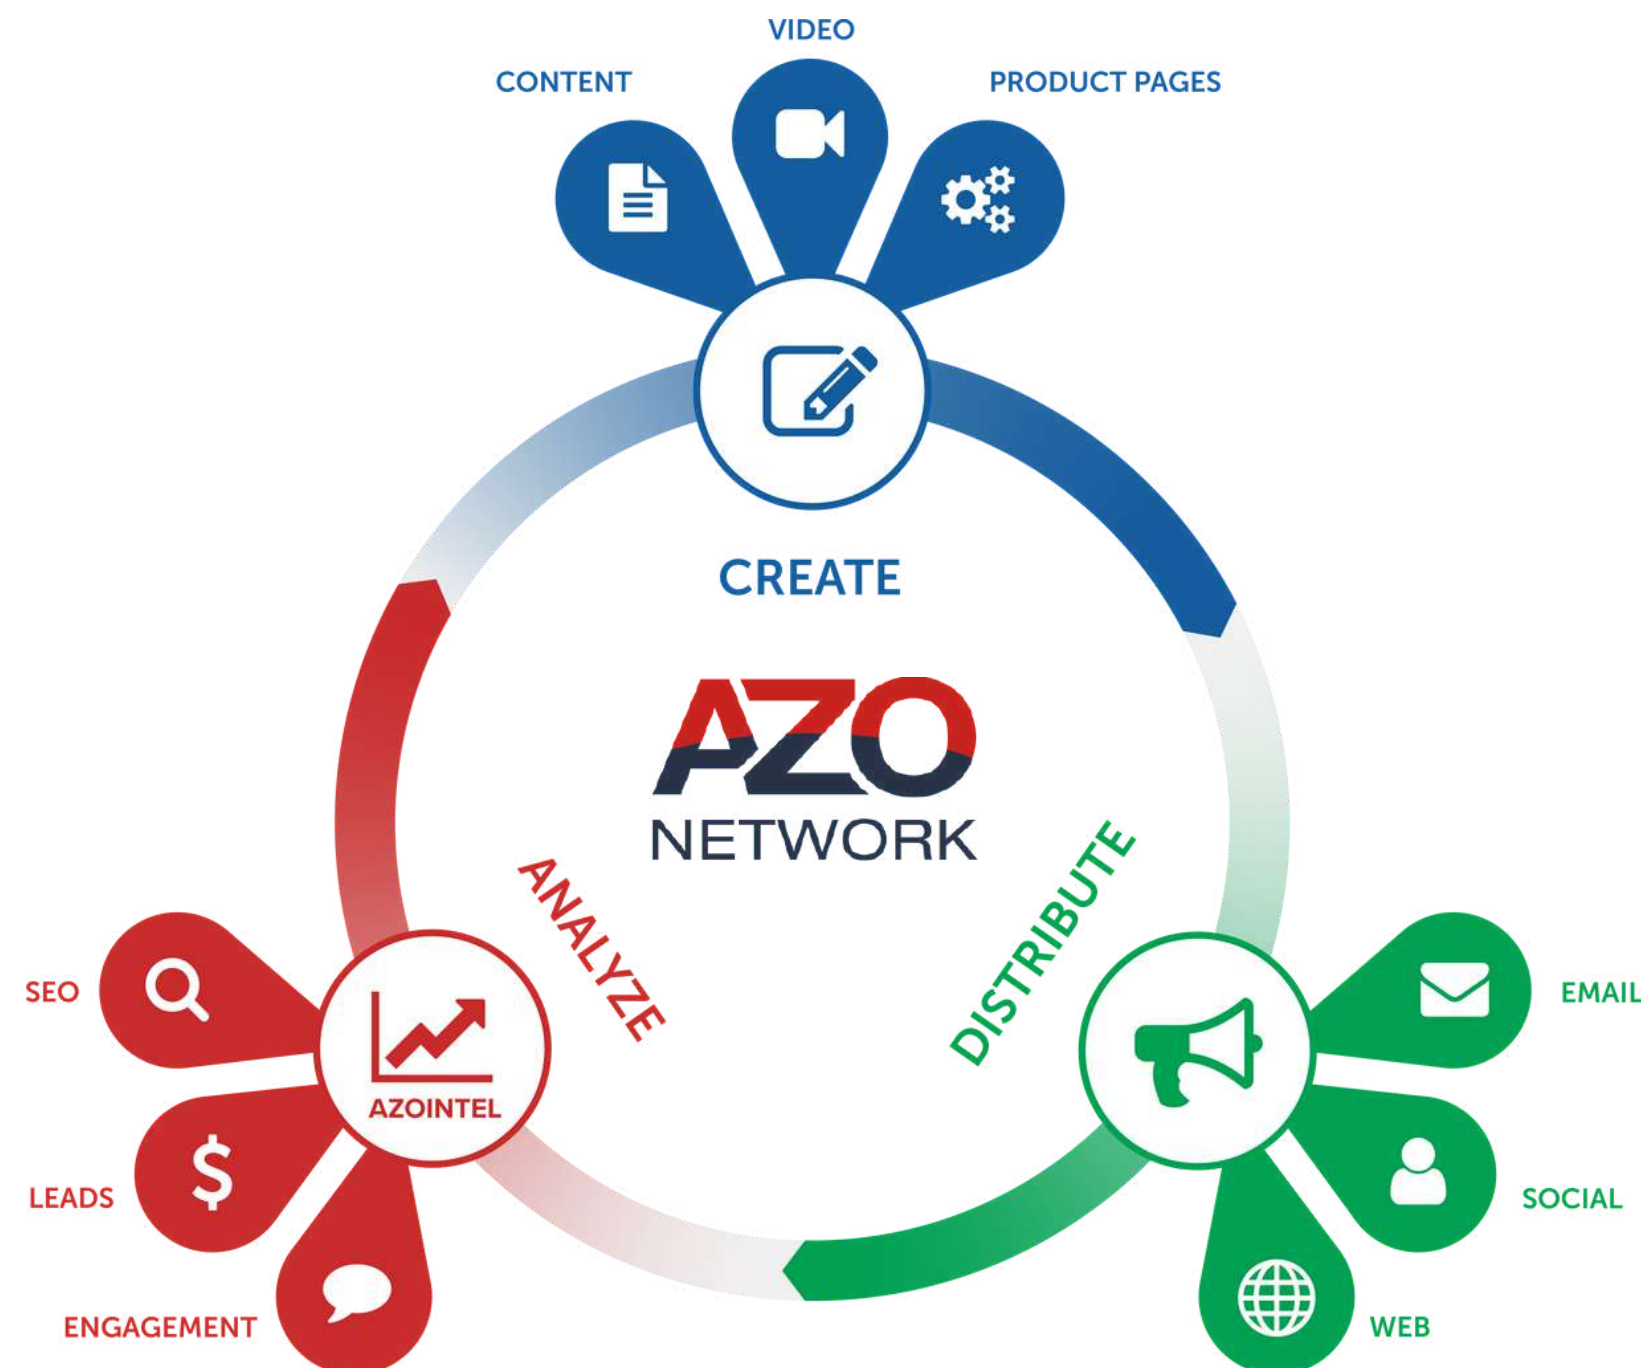 VIDEO
CONTENT
PRODUCT PAGES
CREATE
AZO
NETWORK
ANALYZE
DISTRIBUTE
SEO
EMAIL
AZOINTEL
LEADS
SOCIAL
ENGAGEMENT
WEB